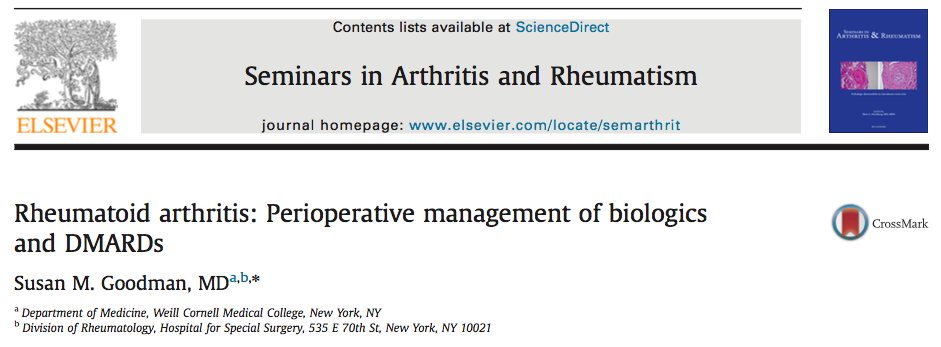 Contents lists available at ScienceDirect
Seminars in Arthritis and Rheumatism
ELSEVIER
journal homepage: www.elsevier.com/locate/semarthrit
SEMINARS IN
ARTHRITIS & RHEUMATISM
Rheumatoid arthritis: Perioperative management of biologics
and DMARDs
CrossMark
Susan M. Goodman, MDa,b,*
a Department of Medicine, Weill Cornell Medical College, New York, NY
b Division of Rheumatology, Hospital for Special Surgery, 535 E 70th St, New York, NY 10021